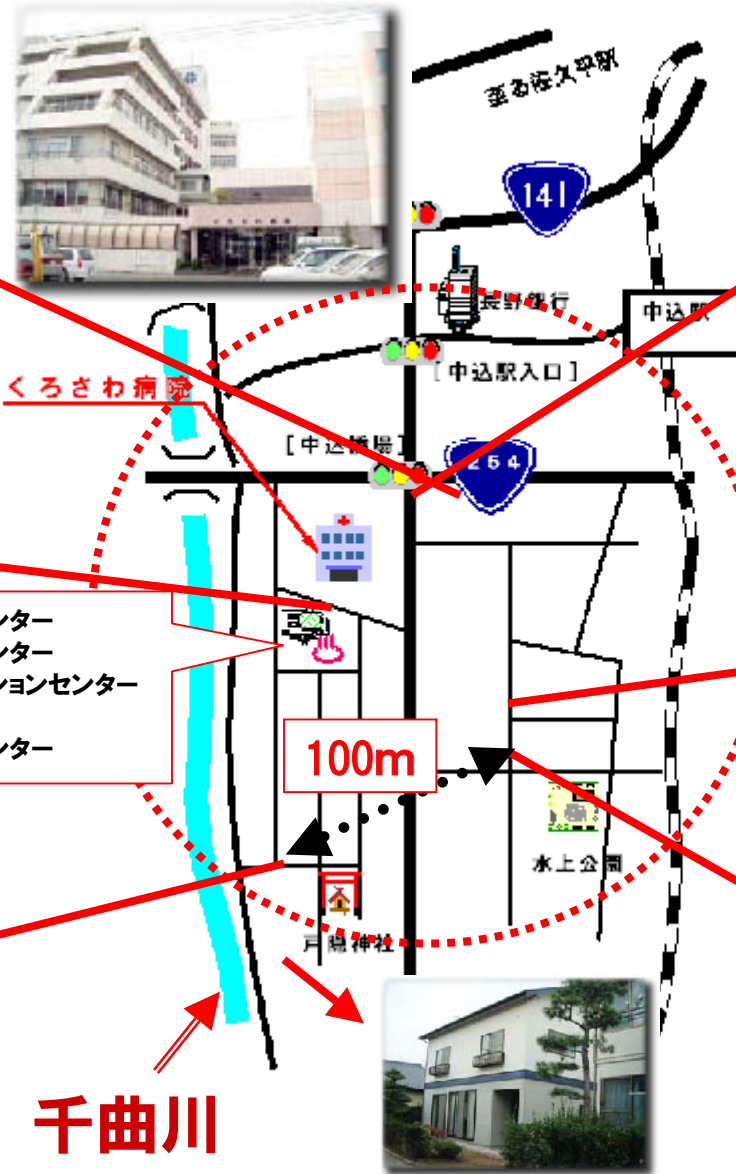 至る佐久平駅
141
長野銀行
中込駅
[中込駅入口]
くろさわ病院
[中込橋場]
254
ンター
ンター
ションセンター
ンター
100m
水上公園
戸隠神社
千曲川